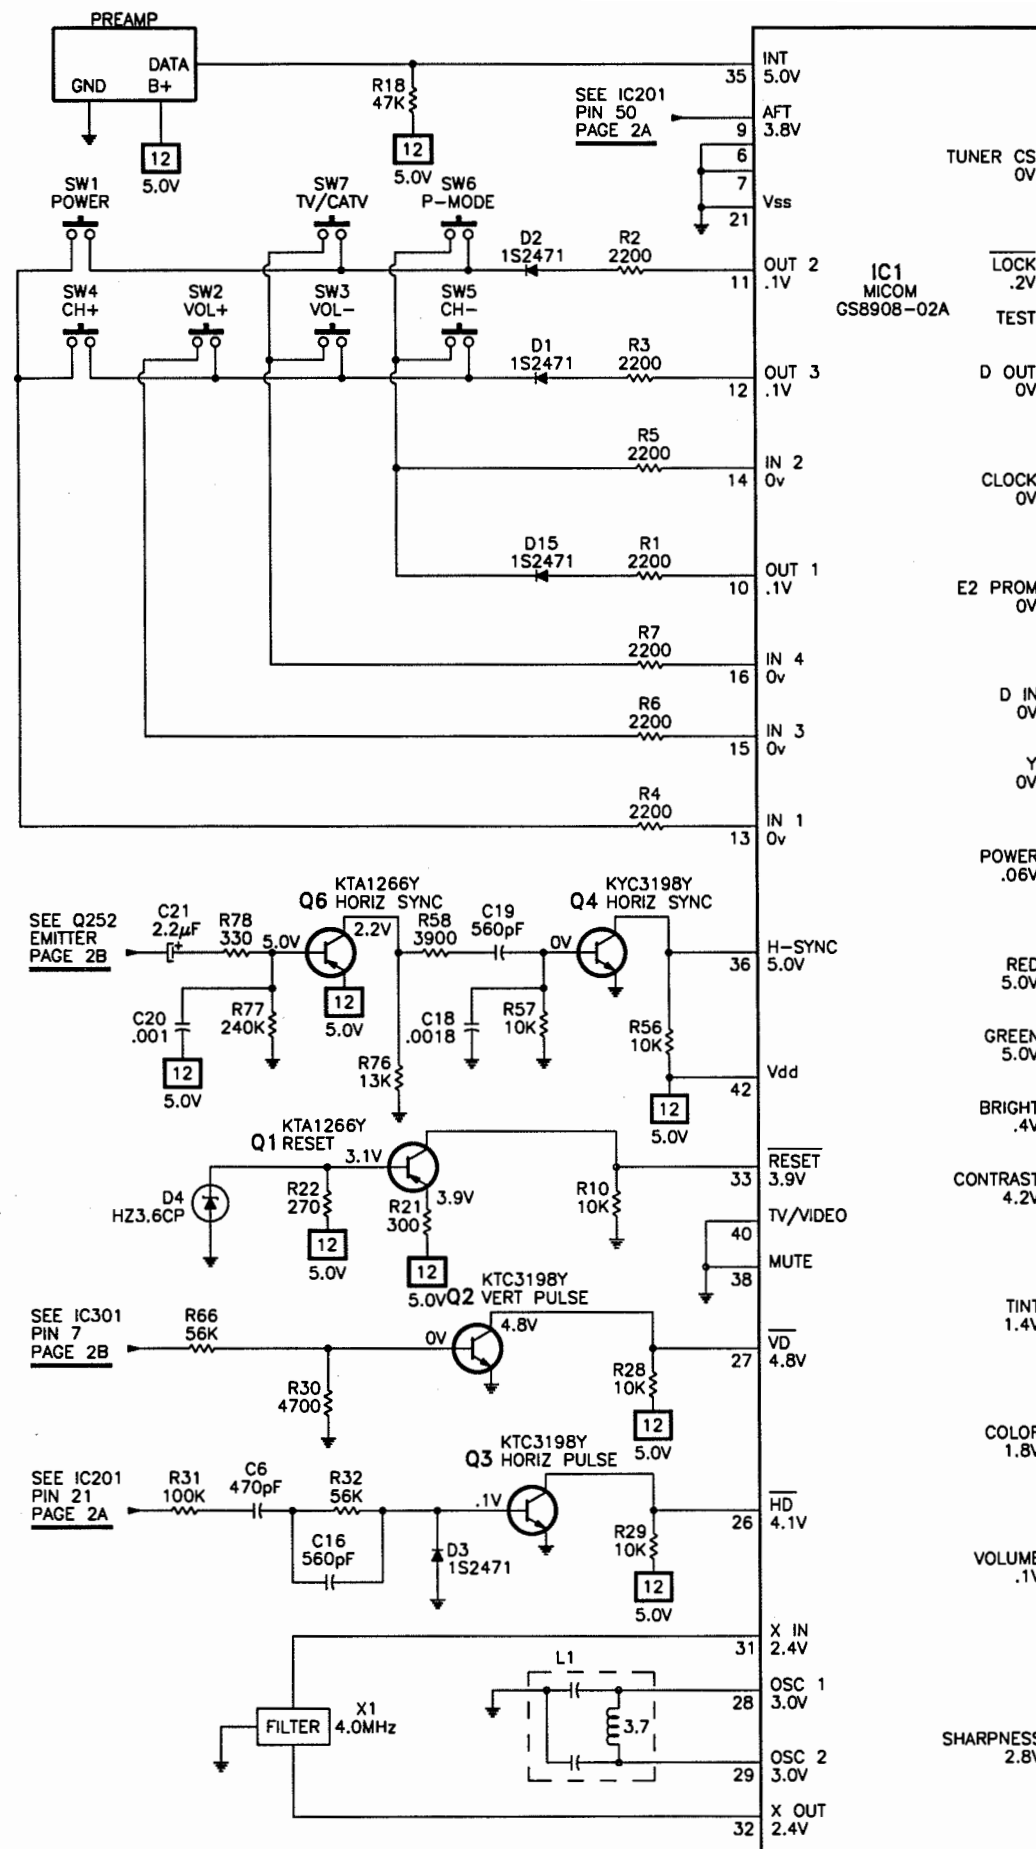 PREAMP
DATA
GND B+
12
5.0V
R18
47K
12
5.0V
SEE IC201
PIN 50
PAGE 2A
INT
35 5.0V
AFT
9 3.8V
6
7
Vss
21
TUNER CS
0V
SW1
POWER
SW7
TV/CATV
SW6
P-MODE
D2
1S2471
R2
2200
OUT 2
11 .1V
IC1
MICOM
GS8908-02A
LOCK
.2V
TEST
SW4
CH+
SW2
VOL+
SW3
VOL-
SW5
CH-
D1
1S2471
R3
2200
OUT 3
12 .1V
D OUT
0V
R5
2200
IN 2
14 0v
CLOCK
0V
D15
1S2471
R1
2200
OUT 1
10 .1V
E2 PROM
0V
R7
2200
IN 4
16 0v
D IN
0V
R6
2200
IN 3
15 0v
Y
0V
R4
2200
IN 1
13 0v
POWER
.06V
SEE Q252
EMITTER
PAGE 2B
C21
2.2µF
R78
330
5.0V
Q6 KTA1266Y
HORIZ SYNC
2.2V
R58
3900
C19
560pF
0V
Q4 KYC3198Y
HORIZ SYNC
H-SYNC
36 5.0V
RED
5.0V
C20
.001
12
5.0V
R77
240K
12
5.0V
R76
13K
C18
.0018
R57
10K
R56
10K
GREEN
5.0V
Vdd
42
12
5.0V
BRIGHT
.4V
Q1 KTA1266Y
RESET
3.1V
D4
HZ3.6CP
R22
270
12
5.0V
3.9V
R21
300
12
5.0V
R10
10K
RESET
33 3.9V
CONTRAST
4.2V
TV/VIDEO
40
MUTE
38
SEE IC301
PIN 7
PAGE 2B
R66
56K
R30
4700
0V
Q2 KTC3198Y
VERT PULSE
4.8V
R28
10K
12
5.0V
VD
27 4.8V
TINT
1.4V
COLOR
1.8V
SEE IC201
PIN 21
PAGE 2A
R31
100K
C6
470pF
R32
56K
C16
560pF
.1V
D3
1S2471
Q3 KTC3198Y
HORIZ PULSE
R29
10K
12
5.0V
HD
26 4.1V
VOLUME
.1V
X IN
31 2.4V
L1
OSC 1
28 3.0V
3.7
FILTER
X1
4.0MHz
OSC 2
29 3.0V
SHARPNESS
2.8V
X OUT
32 2.4V